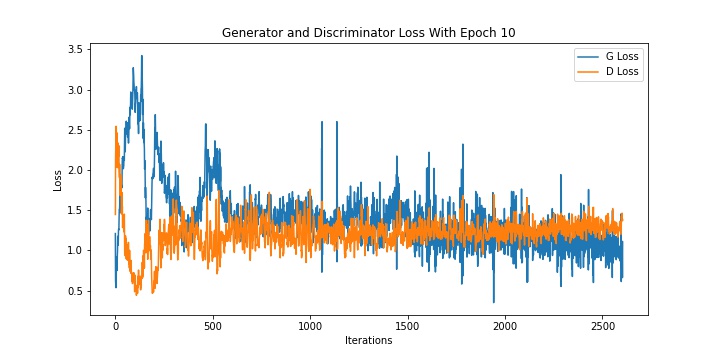 Generator and Discriminator Loss With Epoch 10
G Loss
D Loss
3.5
3.0
2.5
2.0
1.5
1.0
0.5
Loss
0
500
1000
1500
2000
2500
Iterations